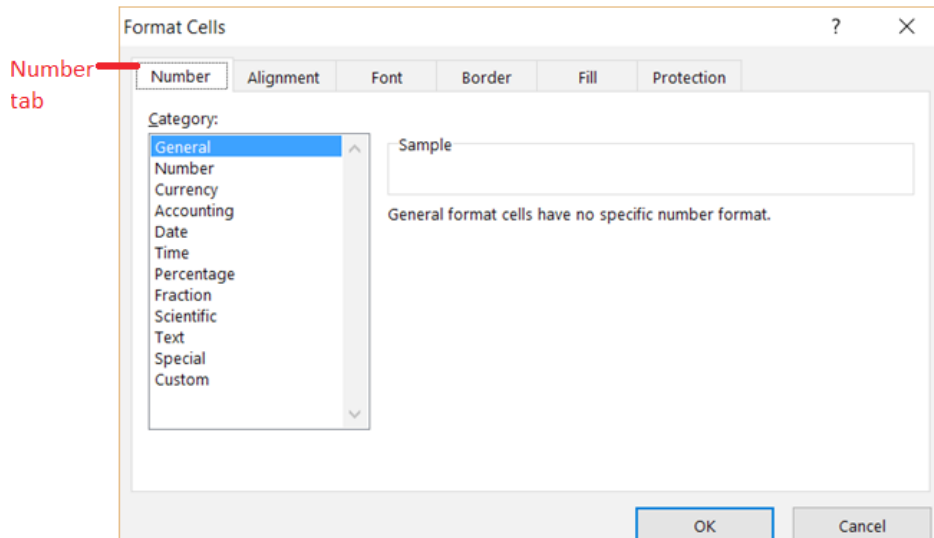 Format Cells
?
Number
tab
Number
Alignment
Font
Border
Fill
Protection
Category:
General
Number
Currency
Accounting
Date
Time
Percentage
Fraction
Scientific
Text
Special
Custom
Sample
General format cells have no specific number format.
OK
Cancel